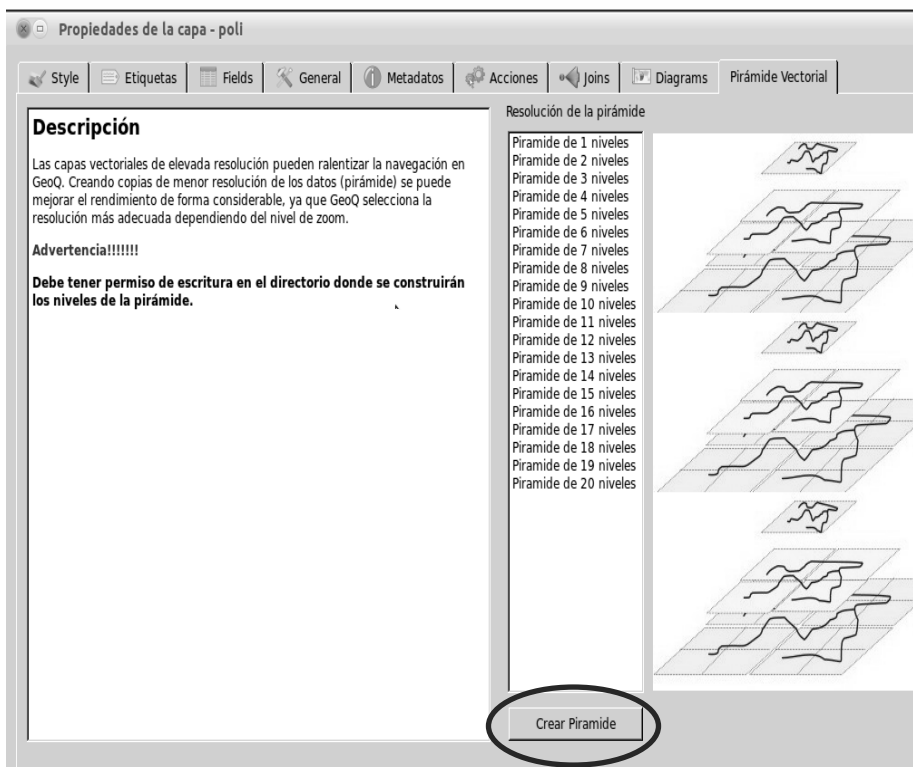 Propiedades de la capa - poli
Style
Etiquetas
Fields
General
Metadatos
Acciones
Joins
Diagrams
Pirámide Vectorial
Descripción
Las capas vectoriales de elevada resolución pueden ralentizar la navegación en
GeoQ. Creando copias de menor resolución de los datos (pirámide) se puede
mejorar el rendimiento de forma considerable, ya que GeoQ selecciona la
resolución más adecuada dependiendo del nivel de zoom.
Advertencia!!!!!!!
Debe tener permiso de escritura en el directorio donde se construirán
los niveles de la pirámide.
Resolución de la pirámide
Piramide de 1 niveles
Piramide de 2 niveles
Piramide de 3 niveles
Piramide de 4 niveles
Piramide de 5 niveles
Piramide de 6 niveles
Piramide de 7 niveles
Piramide de 8 niveles
Piramide de 9 niveles
Piramide de 10 niveles
Piramide de 11 niveles
Piramide de 12 niveles
Piramide de 13 niveles
Piramide de 14 niveles
Piramide de 15 niveles
Piramide de 16 niveles
Piramide de 17 niveles
Piramide de 18 niveles
Piramide de 19 niveles
Piramide de 20 niveles
Crear Piramide